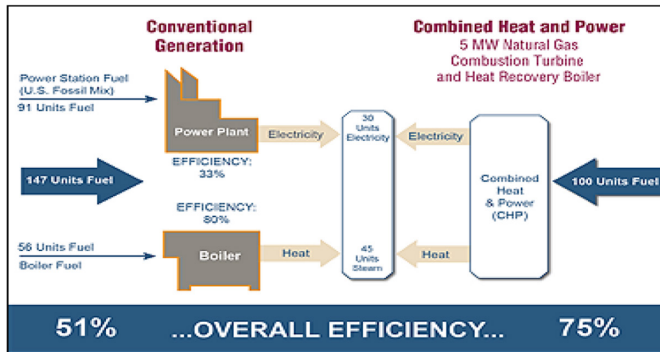 Conventional
Generation
Combined Heat and Power
5 MW Natural Gas
Combustion Turbine
and Heat Recovery Boiler
Power Station Fuel
(U.S. Fossil Mix)
91 Units Fuel
Power Plant
Electricity
30
Units
Electricity
Electricity
EFFICIENCY:
33%
147 Units Fuel
Combined
Heat
& Power
(CHP)
100 Units Fuel
EFFICIENCY:
80%
56 Units Fuel
Boiler Fuel
Boiler
Heat
45
Units
Steam
Heat
51% ...OVERALL EFFICIENCY... 75%